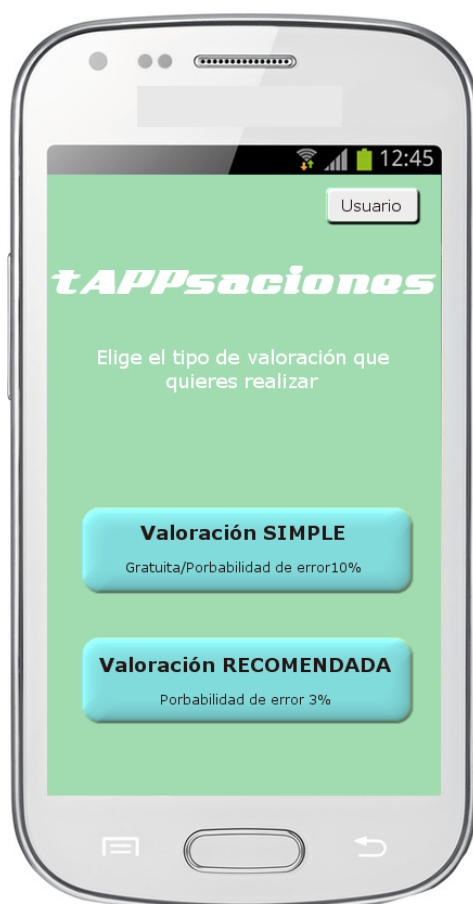 12:45
Usuario
tAPPsaciones
Elige el tipo de valoración que
quieres realizar
Valoración SIMPLE
Gratuita/Porbabilidad de error10%
Valoración RECOMENDADA
Porbabilidad de error 3%